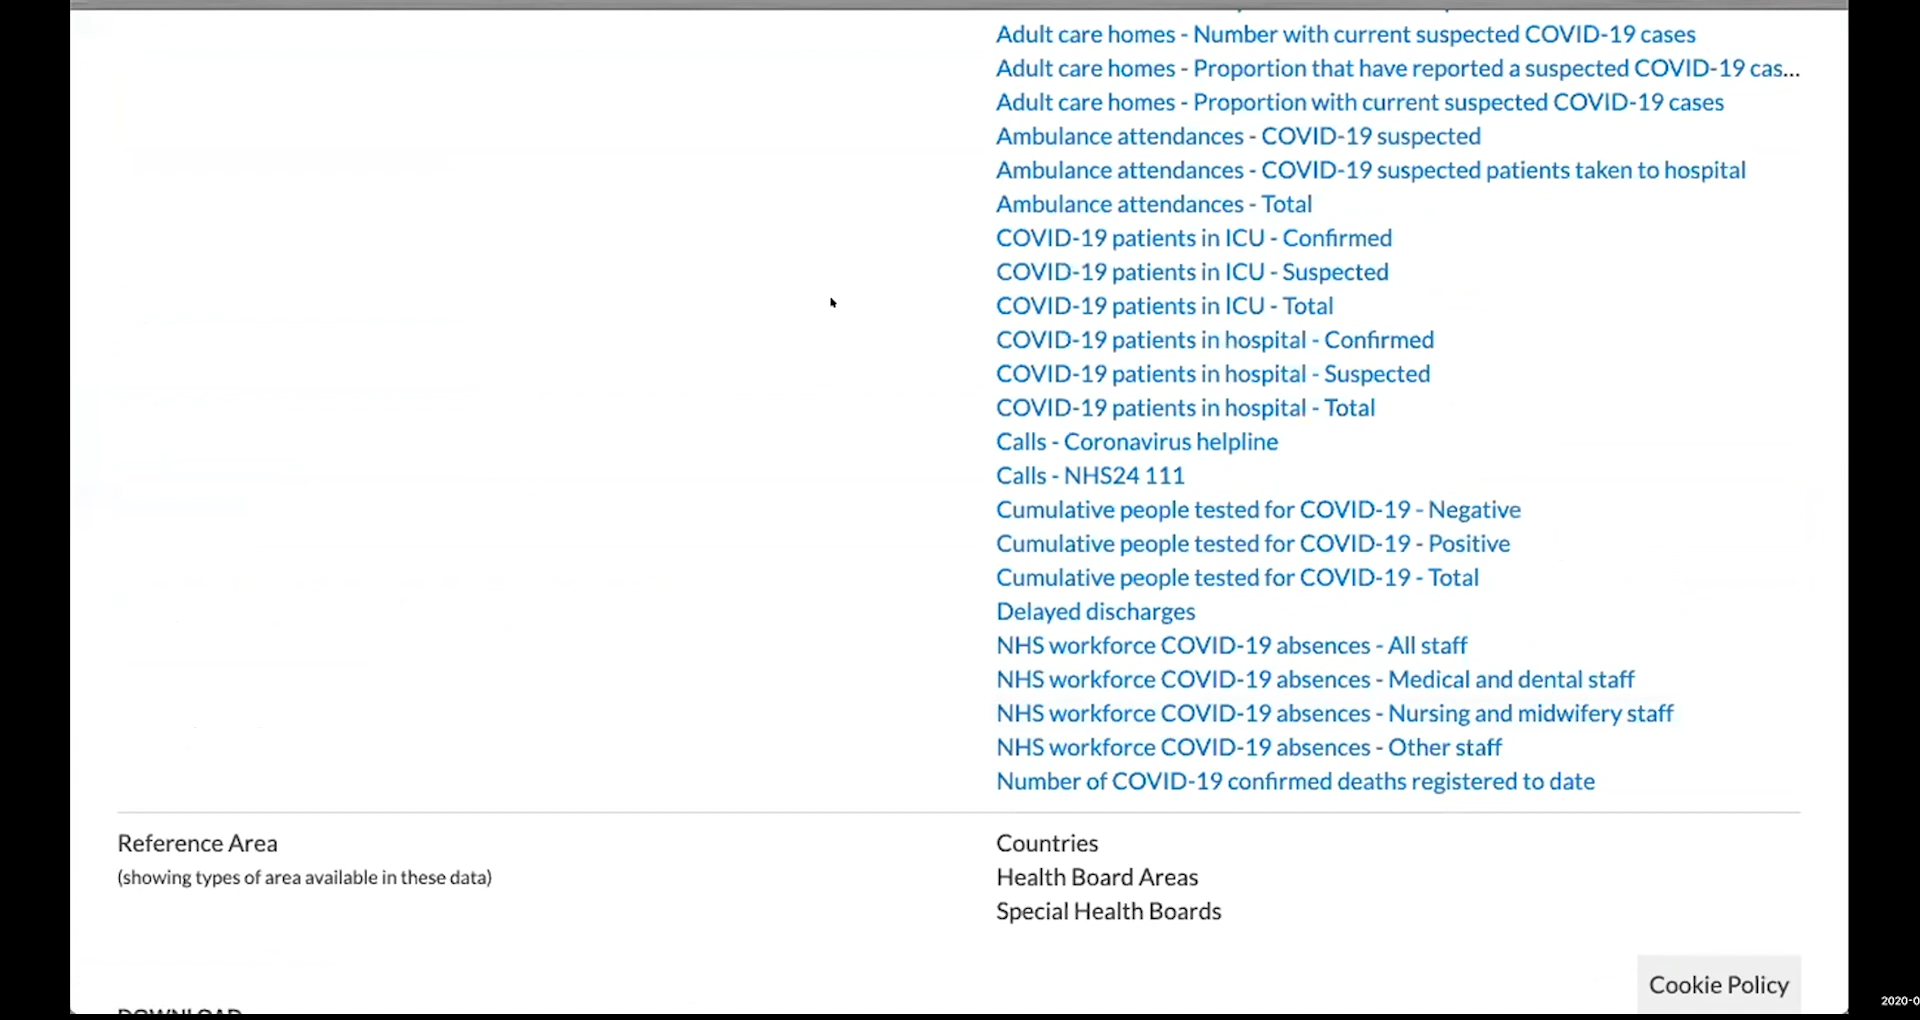 Adult care homes - Number with current suspected COVID-19 cases
Adult care homes - Proportion that have reported a suspected COVID-19 cas...
Adult care homes - Proportion with current suspected COVID-19 cases
Ambulance attendances - COVID-19 suspected
Ambulance attendances - COVID-19 suspected patients taken to hospital
Ambulance attendances - Total
COVID-19 patients in ICU - Confirmed
COVID-19 patients in ICU - Suspected
COVID-19 patients in ICU - Total
COVID-19 patients in hospital - Confirmed
COVID-19 patients in hospital - Suspected
COVID-19 patients in hospital - Total
Calls - Coronavirus helpline
Calls - NHS24 111
Cumulative people tested for COVID-19 - Negative
Cumulative people tested for COVID-19 - Positive
Cumulative people tested for COVID-19 - Total
Delayed discharges
NHS workforce COVID-19 absences - All staff
NHS workforce COVID-19 absences - Medical and dental staff
NHS workforce COVID-19 absences - Nursing and midwifery staff
NHS workforce COVID-19 absences - Other staff
Number of COVID-19 confirmed deaths registered to date
Reference Area
(showing types of area available in these data)
Countries
Health Board Areas
Special Health Boards
Cookie Policy
2020-0
DOWNLOAD